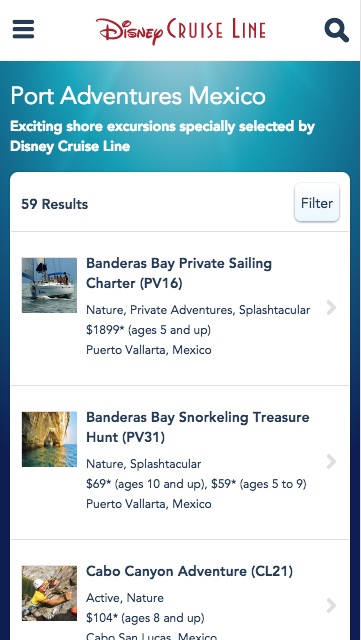 Disney Cruise Line
Port Adventures Mexico
Exciting shore excursions specially selected by
Disney Cruise Line
59 Results
Filter
Banderas Bay Private Sailing
Charter (PV16)
Nature, Private Adventures, Splashtacular
$1899* (ages 5 and up)
Puerto Vallarta, Mexico
Banderas Bay Snorkeling Treasure
Hunt (PV31)
Nature, Splashtacular
$69* (ages 10 and up), $59* (ages 5 to 9)
Puerto Vallarta, Mexico
Cabo Canyon Adventure (CL21)
Active, Nature
$104* (ages 8 and up)
Cabo San Lucas, Mexico